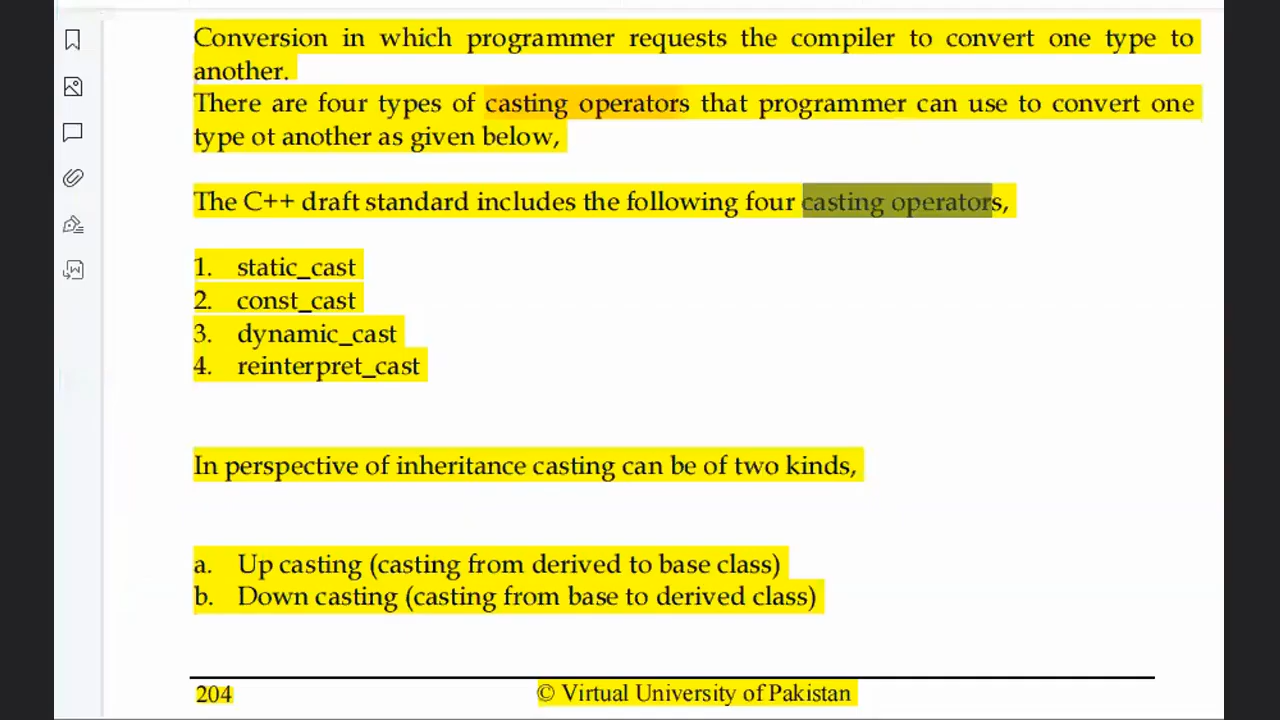 Conversion in which programmer requests the compiler to convert one type to
another.
There are four types of casting operators that programmer can use to convert one
type ot another as given below,
The C++ draft standard includes the following four casting operators,
1. static_cast
2. const_cast
3. dynamic_cast
4. reinterpret_cast
In perspective of inheritance casting can be of two kinds,
a. Up casting (casting from derived to base class)
b. Down casting (casting from base to derived class)
204 © Virtual University of Pakistan